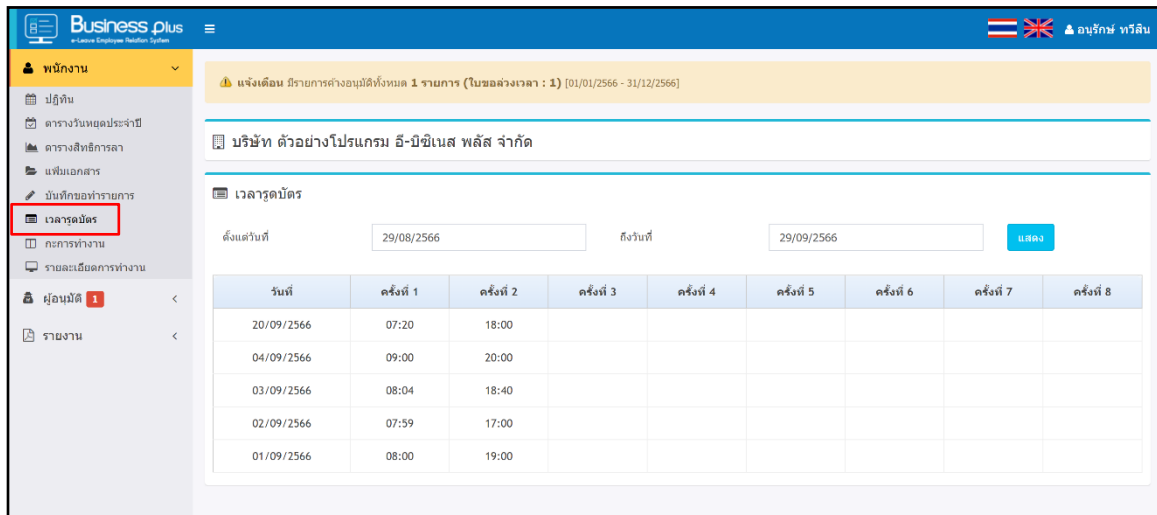 Business Plus
e-Leave Employee Relation System
อนุรักษ์ ทวีสิน
พนักงาน
ปฏิทิน
ตารางวันหยุดประจำปี
ตารางสิทธิการลา
แฟ้มเอกสาร
บันทึกขอทำรายการ
เวลารูดบัตร
กะการทำงาน
รายละเอียดการทำงาน
ผู้อนุมัติ 1
รายงาน
แจ้งเตือน มีรายการค้างอนุมัติทั้งหมด 1 รายการ (ใบขอล่วงเวลา : 1) [01/01/2566 - 31/12/2566]
บริษัท ตัวอย่างโปรแกรม อี-บิซิเนส พลัส จำกัด
เวลารูดบัตร
ตั้งแต่วันที่ 29/08/2566 ถึงวันที่ 29/09/2566 แสดง
วันที่ ครั้งที่ 1 ครั้งที่ 2 ครั้งที่ 3 ครั้งที่ 4 ครั้งที่ 5 ครั้งที่ 6 ครั้งที่ 7 ครั้งที่ 8
20/09/2566 07:20 18:00
04/09/2566 09:00 20:00
03/09/2566 08:04 18:40
02/09/2566 07:59 17:00
01/09/2566 08:00 19:00